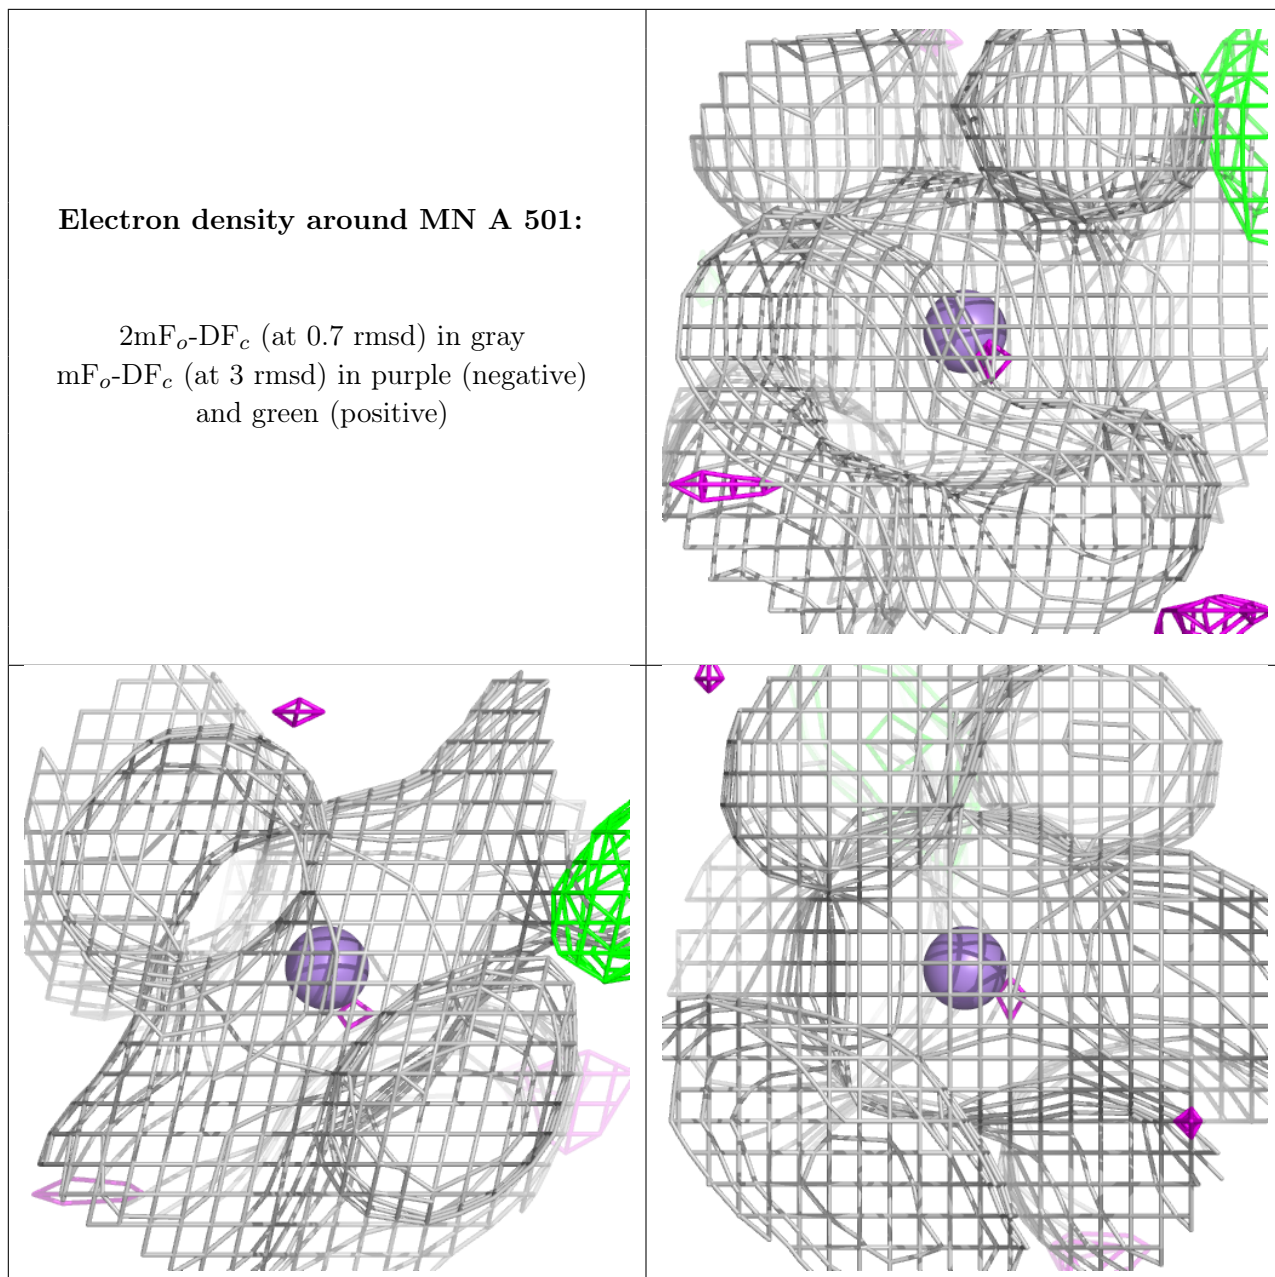 Electron density around MN A 501:
2mFo-DFc (at 0.7 rmsd) in gray
mFo-DFc (at 3 rmsd) in purple (negative)
and green (positive)